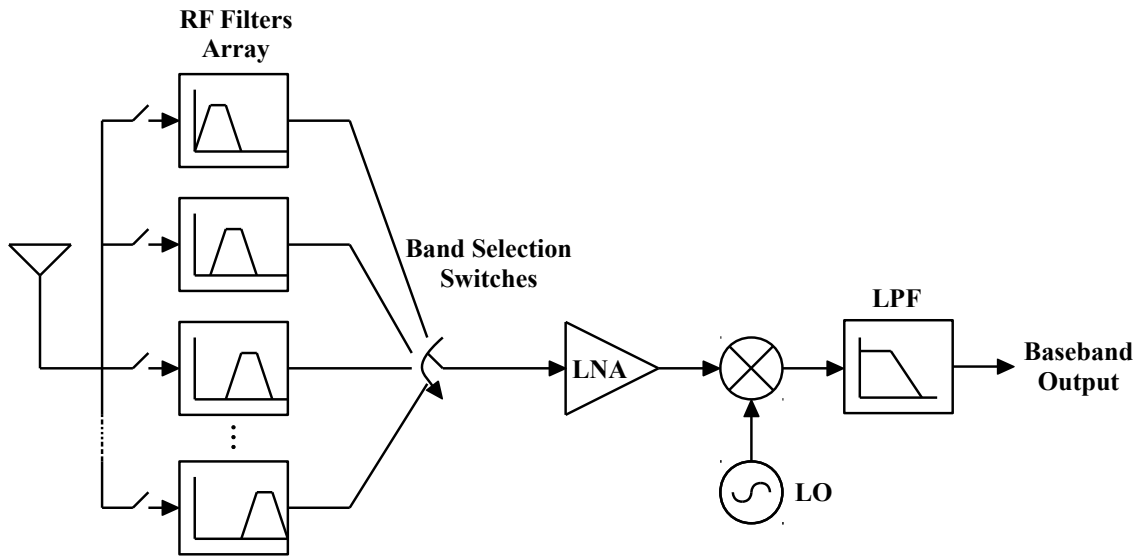 RF Filters
Array
Band Selection
Switches
LNA
LPF
Baseband
Output
LO